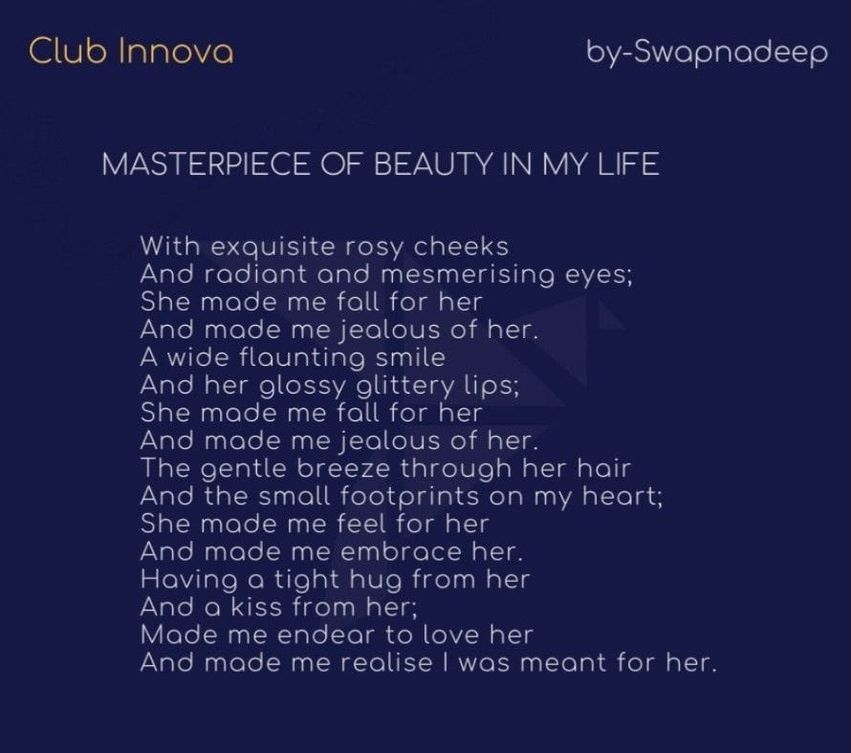 Club Innova
by-Swapnadeep
MASTERPIECE OF BEAUTY IN MY LIFE
With exquisite rosy cheeks
And radiant and mesmerising eyes;
She made me fall for her
And made me jealous of her.
A wide flaunting smile
And her glossy glittery lips;
She made me fall for her
And made me jealous of her.
The gentle breeze through her hair
And the small footprints on my heart;
She made me feel for her
And made me embrace her.
Having a tight hug from her
And a kiss from her;
Made me endear to love her
And made me realise I was meant for her.